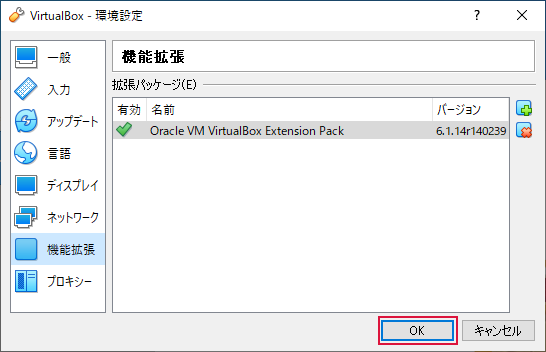 VirtualBox - 環境設定
一般
入力
アップデート
言語
ディスプレイ
ネットワーク
機能拡張
プロキシー
機能拡張
拡張パッケージ(E)
有効 名前 バージョン
Oracle VM VirtualBox Extension Pack 6.1.14r140239
OK キャンセル